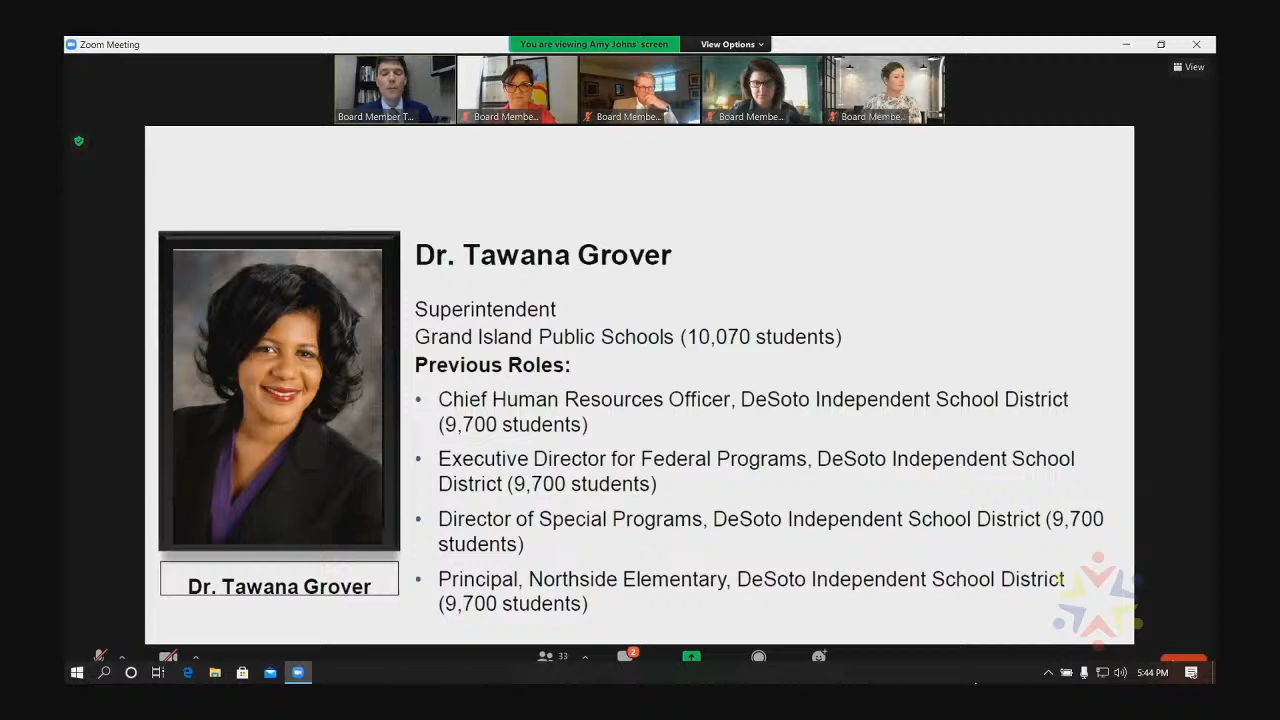 Zoom Meeting
You are viewing Amy Johns' screen
View Options
View
Board Member T...
Board Membe...
Board Membe...
Board Membe...
Board Membe...
Dr. Tawana Grover
Superintendent
Grand Island Public Schools (10,070 students)
Previous Roles:
• Chief Human Resources Officer, DeSoto Independent School District
(9,700 students)
• Executive Director for Federal Programs, DeSoto Independent School
District (9,700 students)
• Director of Special Programs, DeSoto Independent School District (9,700
students)
• Principal, Northside Elementary, DeSoto Independent School District
(9,700 students)
Dr. Tawana Grover
33
2
5:44 PM